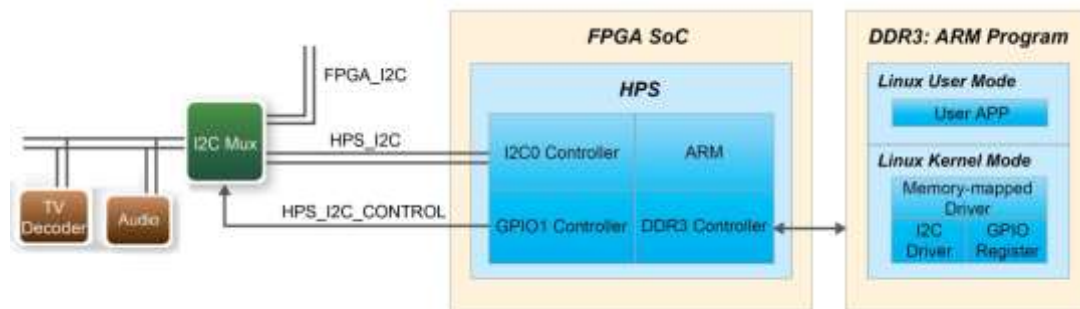 FPGA SoC
DDR3: ARM Program
FPGA_I2C
HPS
Linux User Mode
User APP
I2C Mux
HPS_I2C
I2C0 Controller
ARM
Linux Kernel Mode
Memory-mapped
Driver
TV
Decoder
Audio
HPS_I2C_CONTROL
GPIO1 Controller
DDR3 Controller
I2C
Driver
GPIO
Register